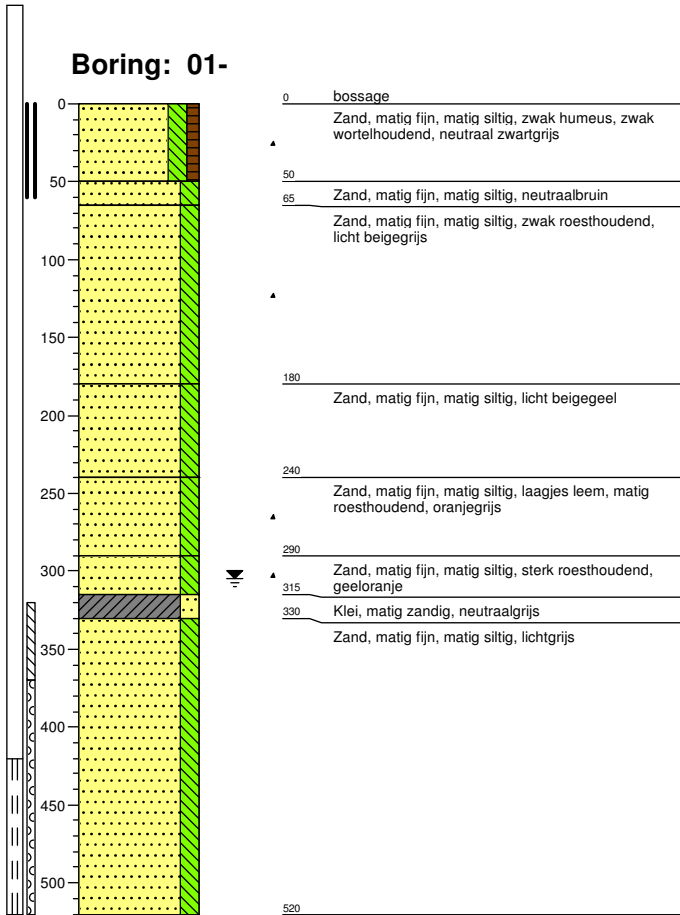 Boring: 01-
0 bossage
0
Zand, matig fijn, matig siltig, zwak humeus, zwak
wortelhoudend, neutraal zwartgrijs
50
50
Zand, matig fijn, matig siltig, neutraalbruin
65
Zand, matig fijn, matig siltig, zwak roesthoudend,
licht beigegrijs
100
150
180
Zand, matig fijn, matig siltig, licht beigegeel
200
240
250
Zand, matig fijn, matig siltig, laagjes leem, matig
roesthoudend, oranjegrijs
290
300
Zand, matig fijn, matig siltig, sterk roesthoudend,
geeloranje
315
330
Klei, matig zandig, neutraalgrijs
Zand, matig fijn, matig siltig, lichtgrijs
350
400
450
500
520